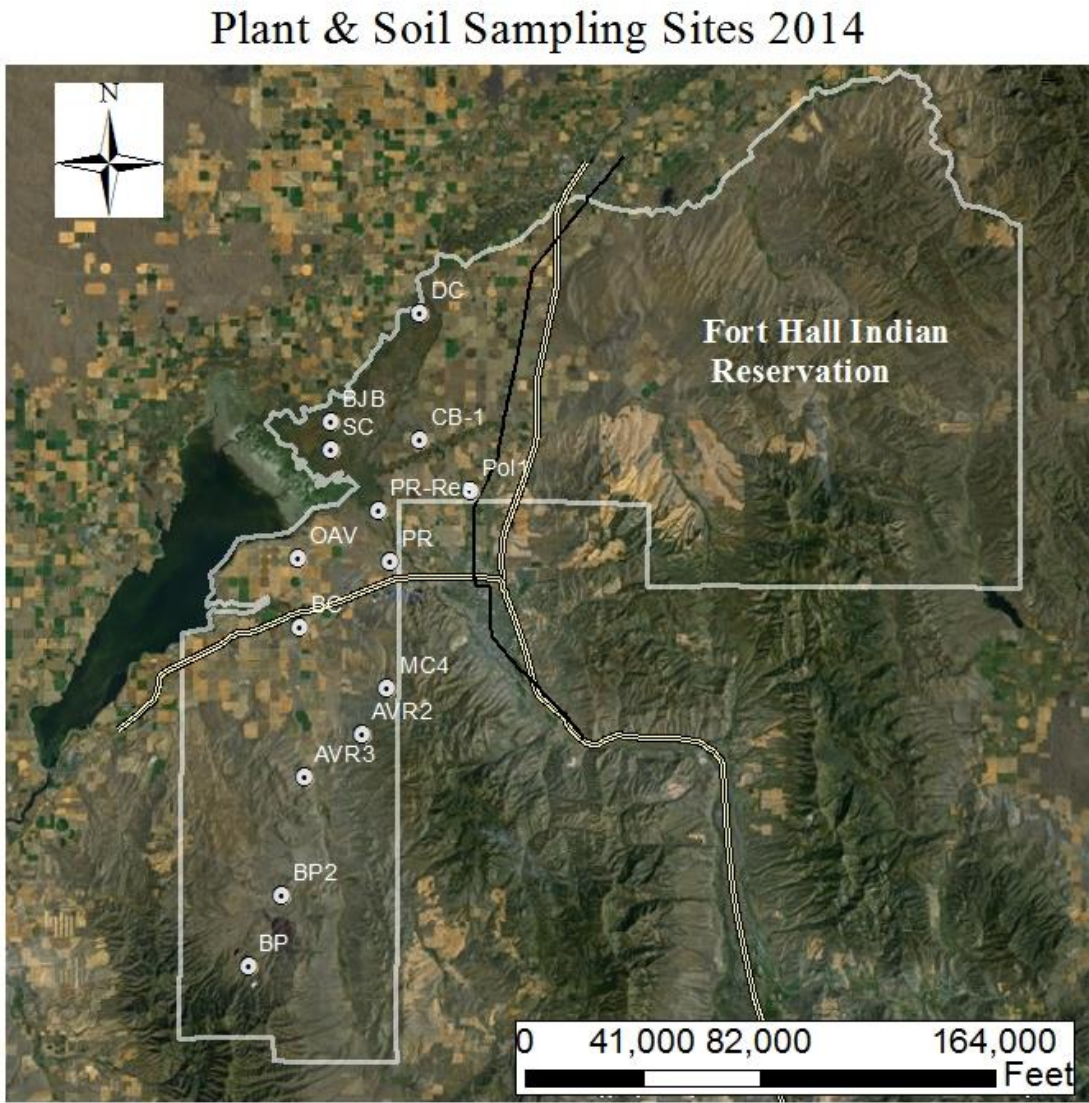 Plant & Soil Sampling Sites 2014
N
DC
Fort Hall Indian
Reservation
BJB
CB-1
SC
Pol1
PR-Res
OAV
PR
BC
MC4
AVR2
AVR3
BP2
BP
0 41,000 82,000 164,000
Feet